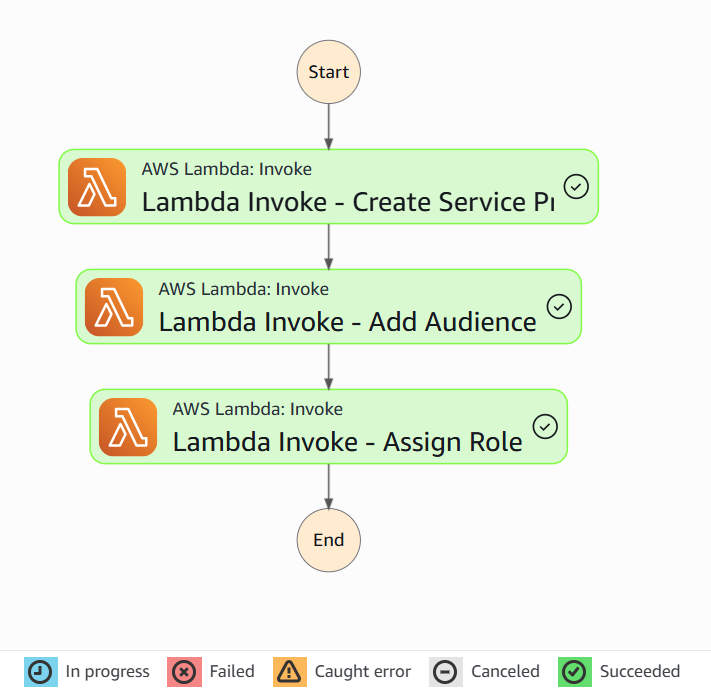 Start
AWS Lambda: Invoke
Lambda Invoke - Create Service
AWS Lambda: Invoke
Lambda Invoke - Add Audience
AWS Lambda: Invoke
Lambda Invoke - Assign Role
End
In progress Failed Caught error Canceled Succeeded